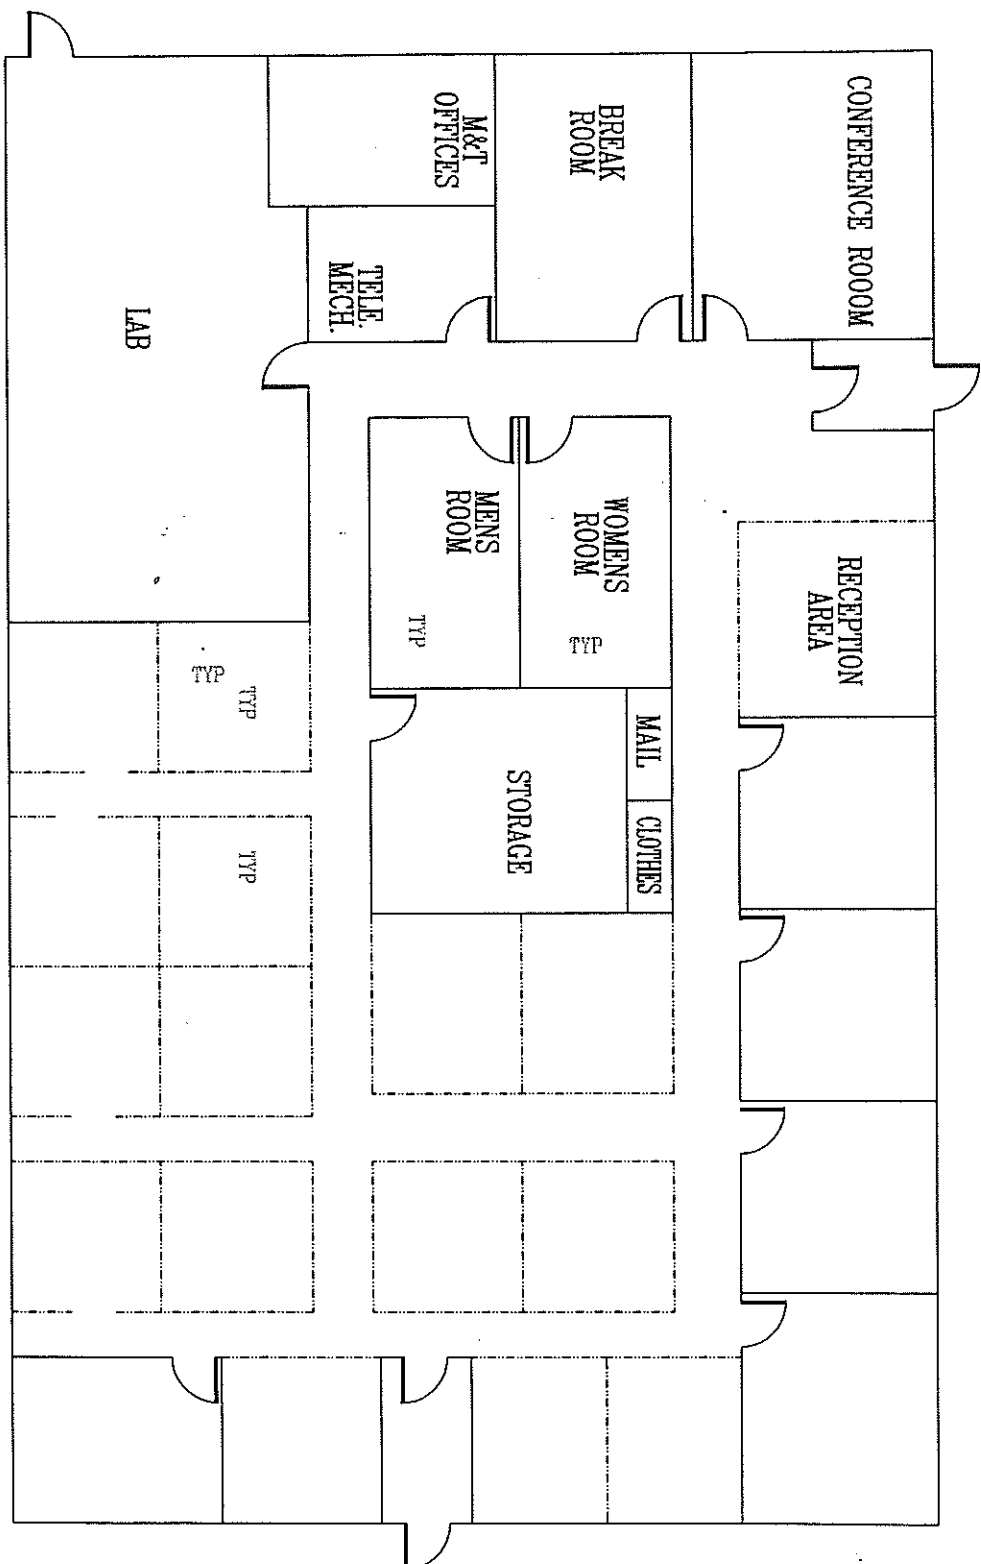 CONFERENCE ROOOM
BREAK
ROOM
M&T
OFFICES
TELE.
MECH.
LAB
RECEPTION
AREA
WOMENS
ROOM
TYP
MENS
ROOM
TYP
MAIL
CLOTHES
STORAGE
TYP
TYP
TYP